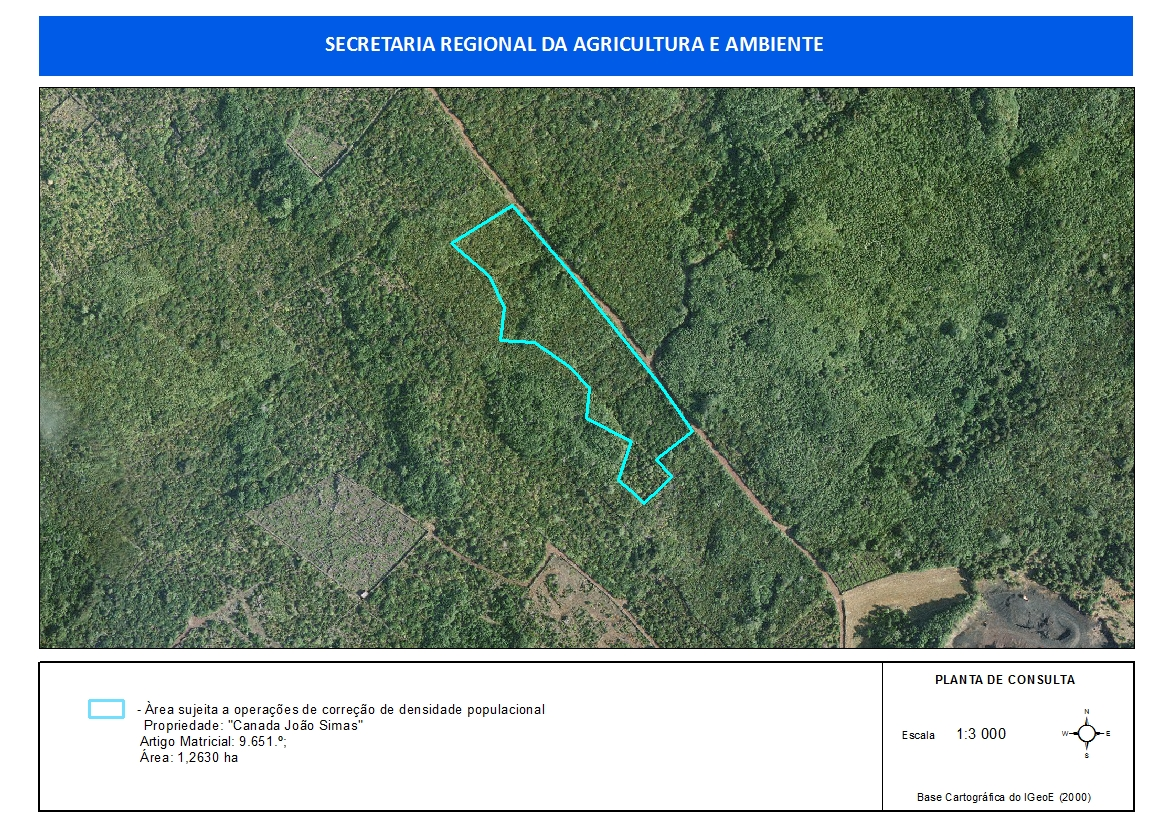 SECRETARIA REGIONAL DA AGRICULTURA E AMBIENTE
- Àrea sujeita a operações de correção de densidade populacional
Propriedade: "Canada João Simas"
Artigo Matricial: 9.651.º;
Área: 1,2630 ha
PLANTA DE CONSULTA
Escala 1:3 000
N
W E
S
Base Cartográfica do IGeoE (2000)